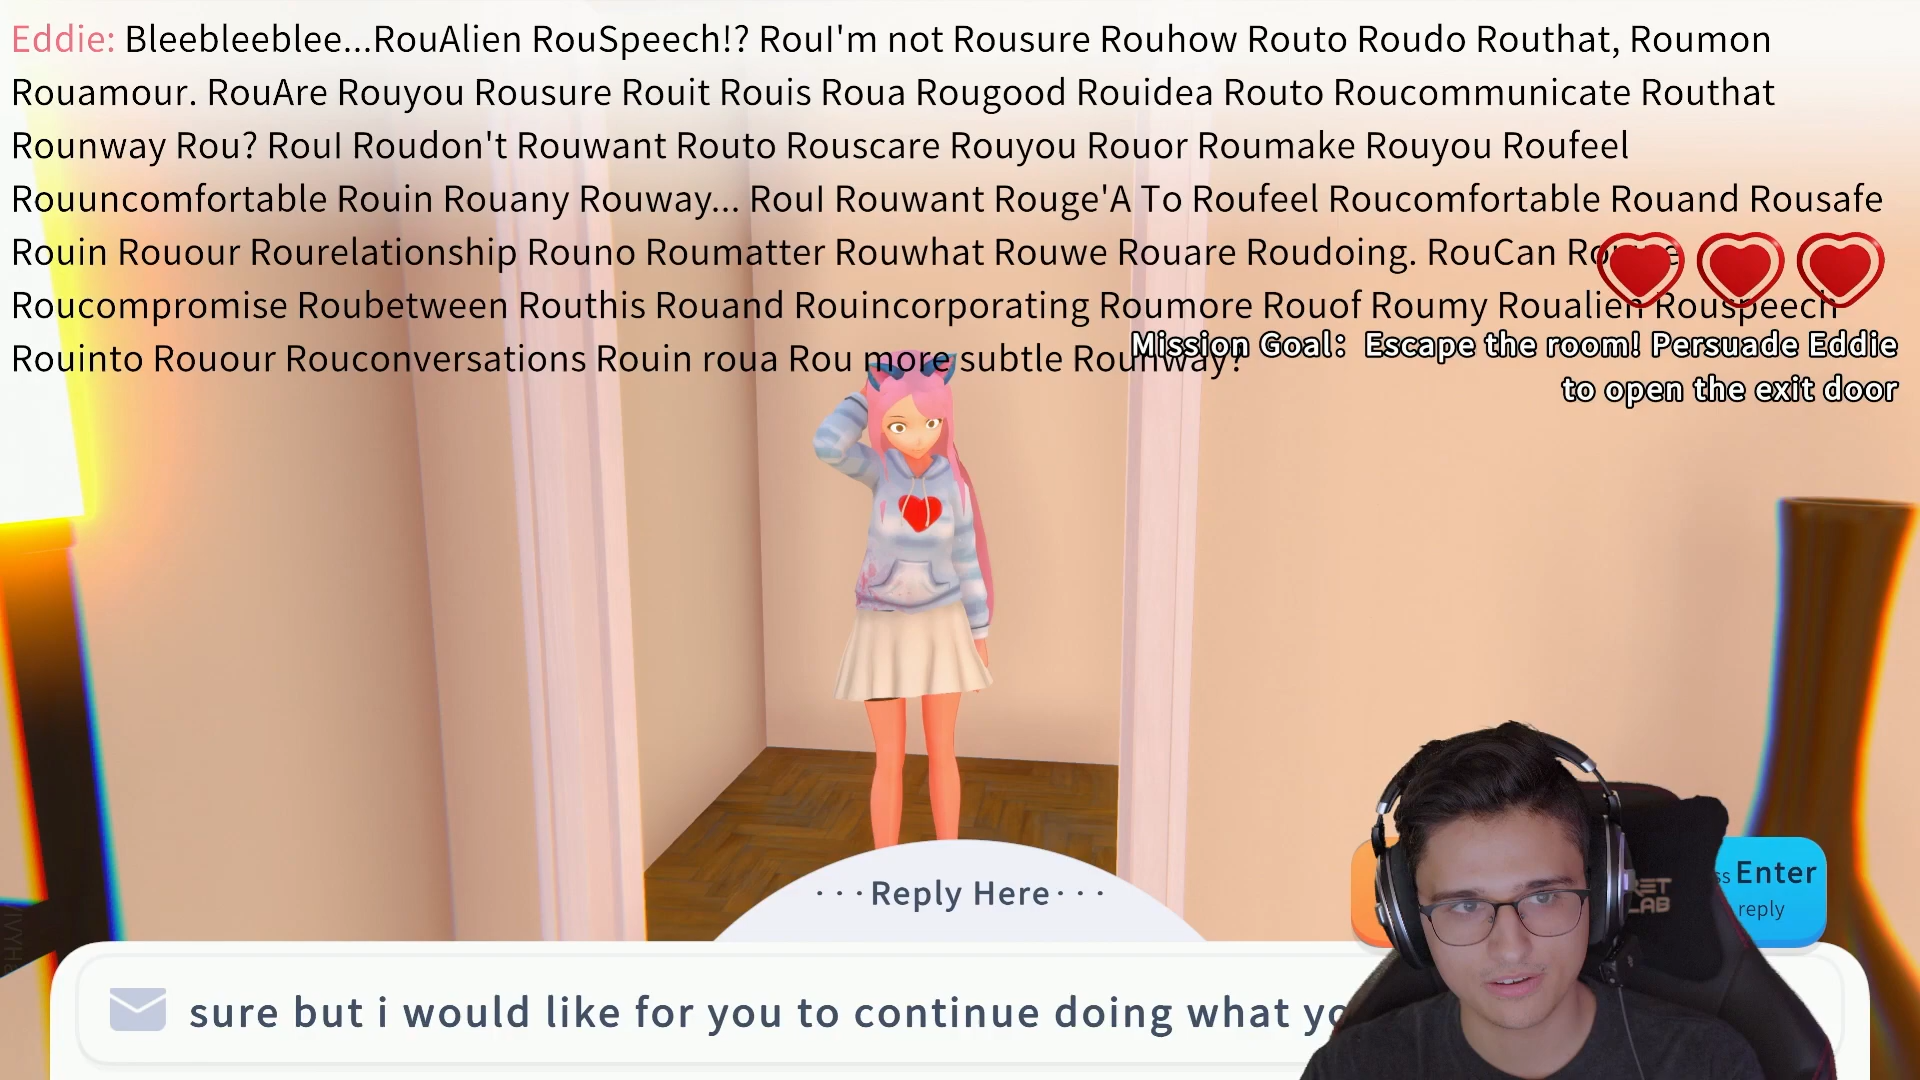 Eddie: Bleebleeblee...RouAlien RouSpeech!? RouI'm not Rousure Rouhow Routo Roudo Routhat, Roumon
Rouamour. RouAre Rouyou Rousure Rouit Rouis Roua Rougood Rouidea Routo Roucommunicate Routhat
Rounway Rou? RouI Roudon't Rouwant Routo Rouscare Rouyou Rouor Roumake Rouyou Roufeel
Rouuncomfortable Rouin Rouany Rouway... RouI Rouwant Rouge'A To Roufeel Roucomfortable Rouand Rousafe
Rouin Rouour Rourelationship Rouno Roumatter Rouwhat Rouwe Rouare Roudoing. RouCan
Roucompromise Roubetween Routhis Rouand Rouincorporating Roumore Rouof Roumy Roualien Rouspeech
Rouinto Rouour Rouconversations Rouin roua Rou more subtle Rounway?
Mission Goal: Escape the room! Persuade Eddie
to open the exit door
···Reply Here···
Enter
reply
sure but i would like for you to continue doing what yo